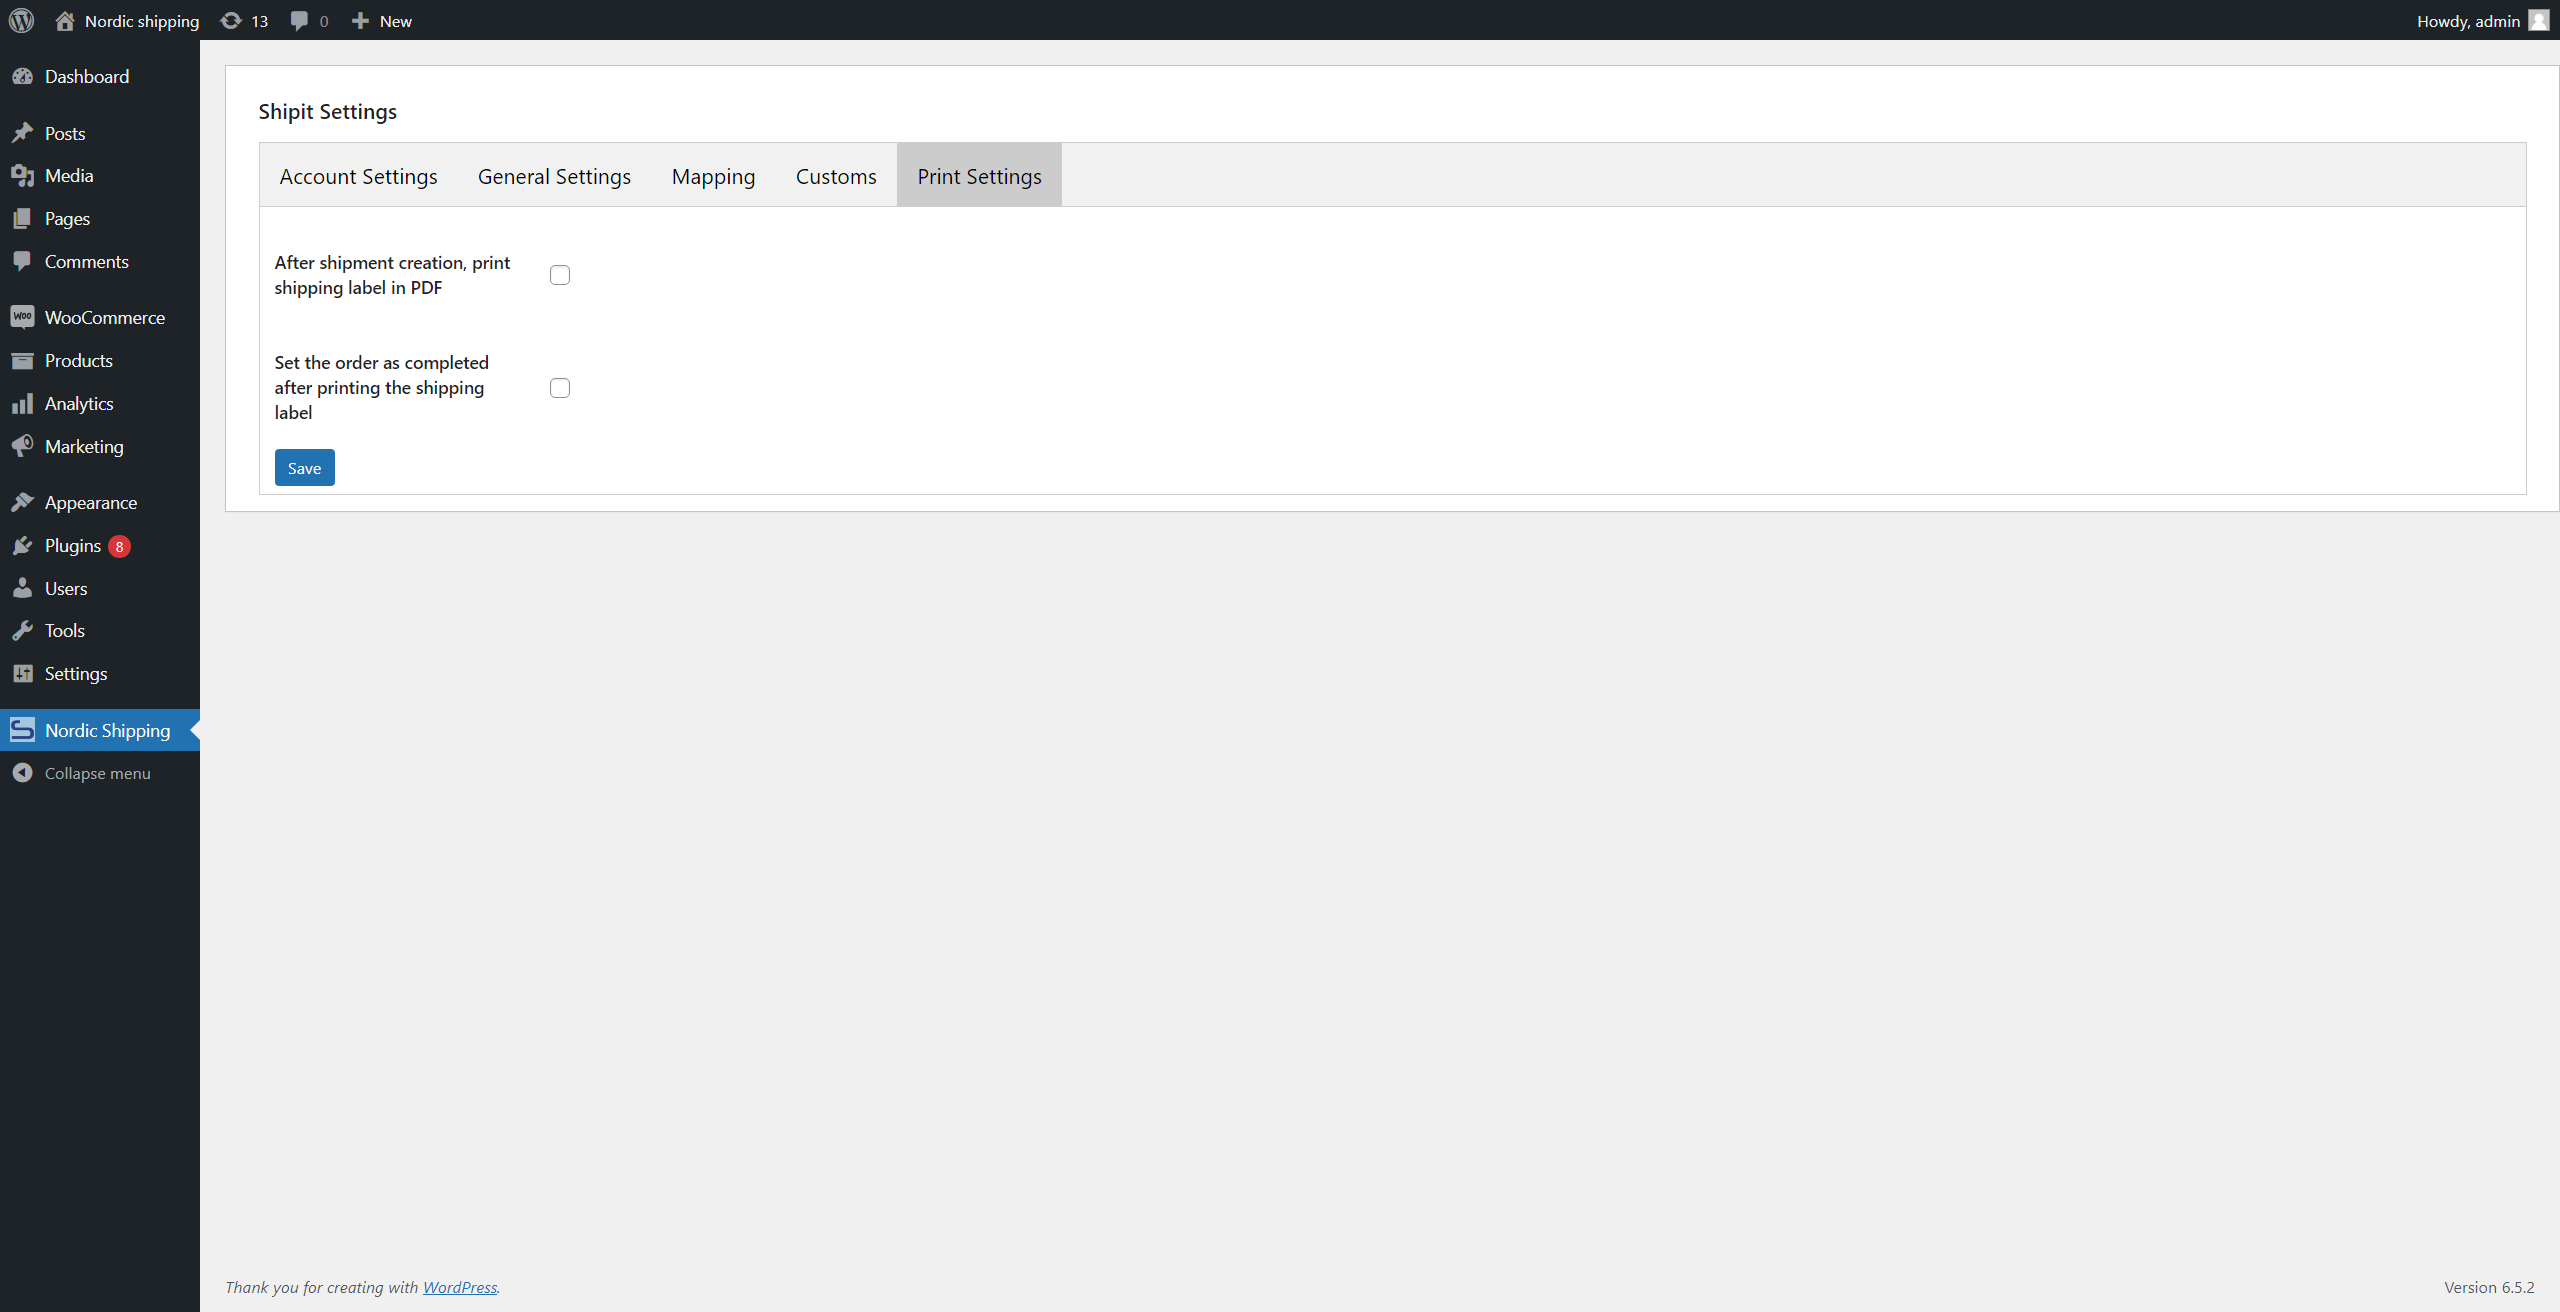 Nordic shipping 13 0 New
Howdy, admin
Dashboard
Posts
Media
Pages
Comments
WooCommerce
Products
Analytics
Marketing
Appearance
Plugins 8
Users
Tools
Settings
Nordic Shipping
Collapse menu
Shipit Settings
Account Settings General Settings Mapping Customs Print Settings
After shipment creation, print
shipping label in PDF
Set the order as completed
after printing the shipping
label
Save
Thank you for creating with WordPress.
Version 6.5.2